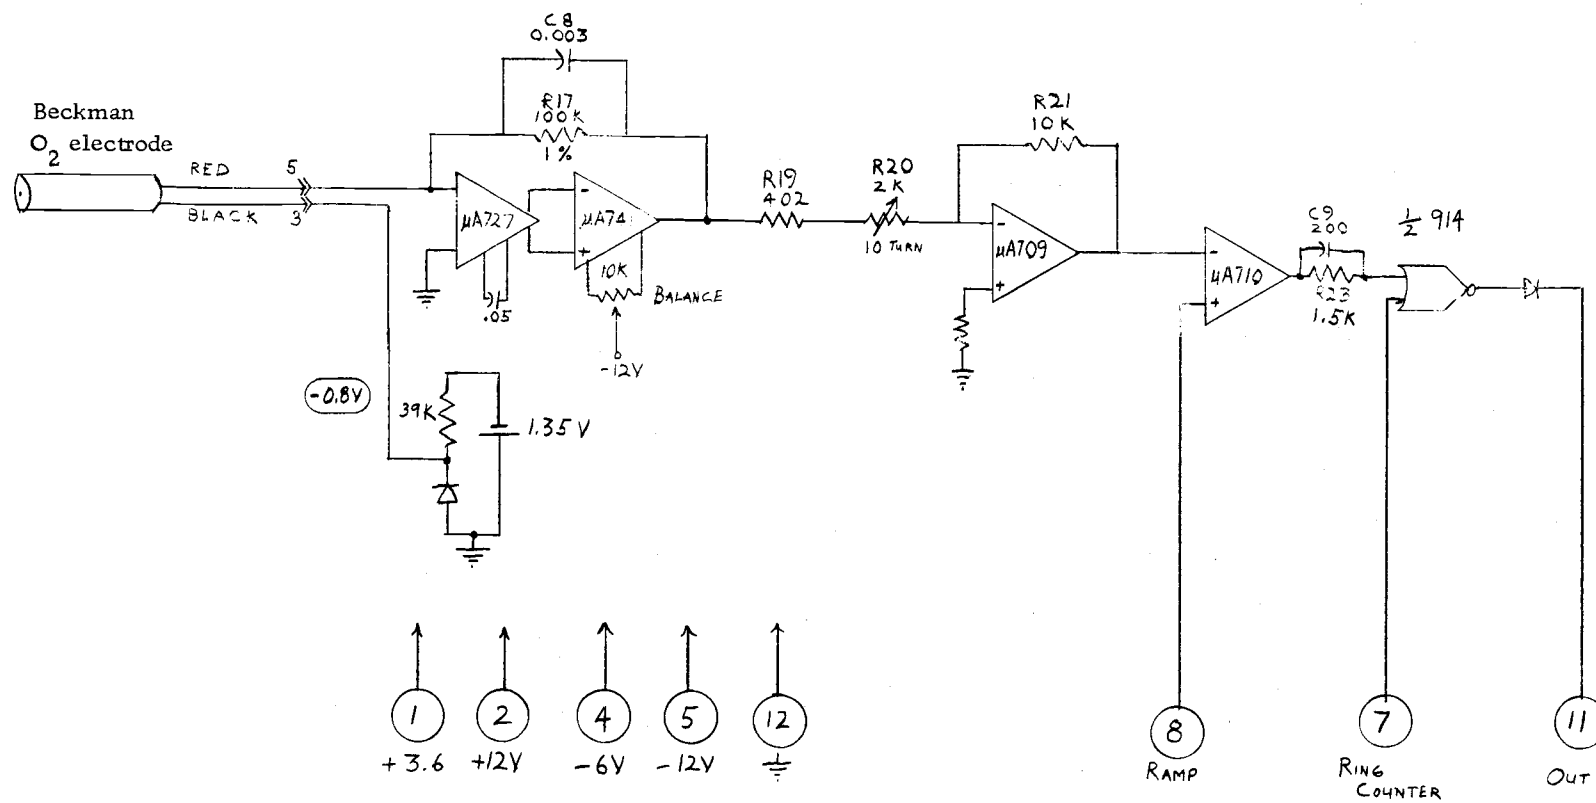 C8
0.003
Beckman
O2 electrode
RED
5
BLACK
3
R17
100K
1%
µA727
.05
-
+
µA741
10K
BALANCE
-12V
R19
402
R20
2K
10 TURN
R21
10K
-
+
µA709
-
+
µA710
C9
200
R23
1.5K
1/2 914
-0.8V
39K
1.35V
1
2
4
5
12
+3.6
+12V
-6V
-12V
8
RAMP
7
RING
COUNTER
11
OUT